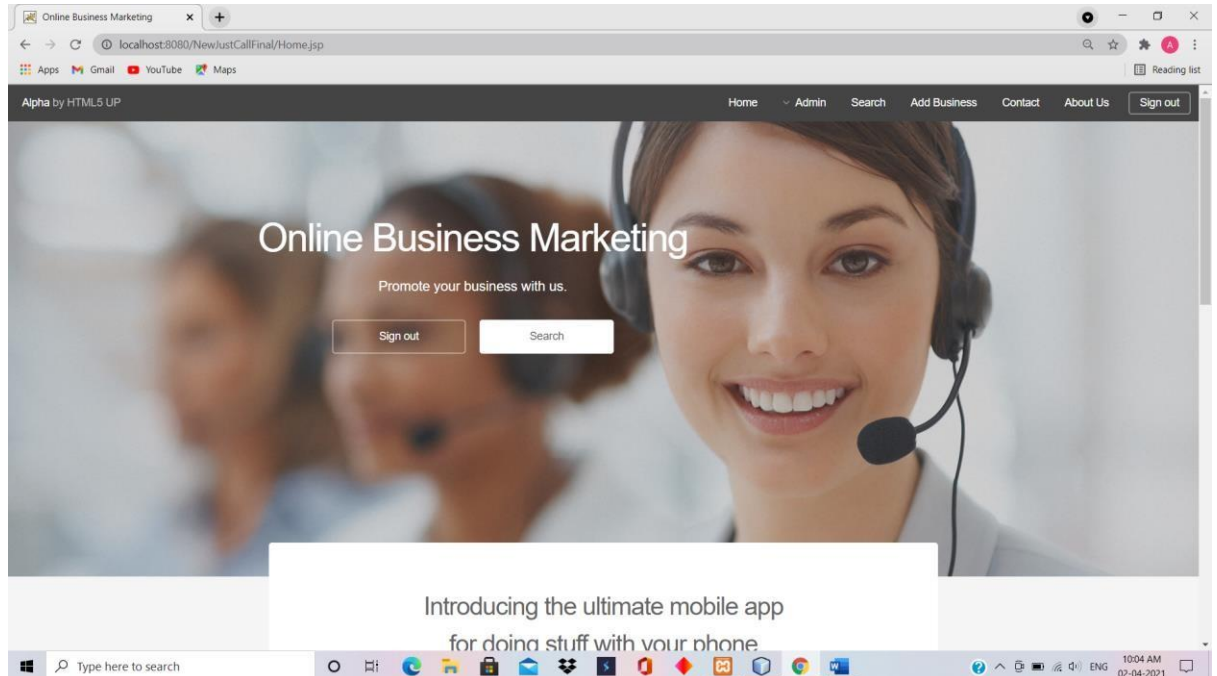 Online Business Marketing
localhost:8080/NewJustCallFinal/Home.jsp
A
Apps Gmail YouTube Maps Reading list
Alpha by HTML5 UP Home Admin Search Add Business Contact About Us Sign out
Online Business Marketing
Promote your business with us.
Sign out Search
Introducing the ultimate mobile app
for doing stuff with your phone
Type here to search ENG 10:04 AM
02-04-2021